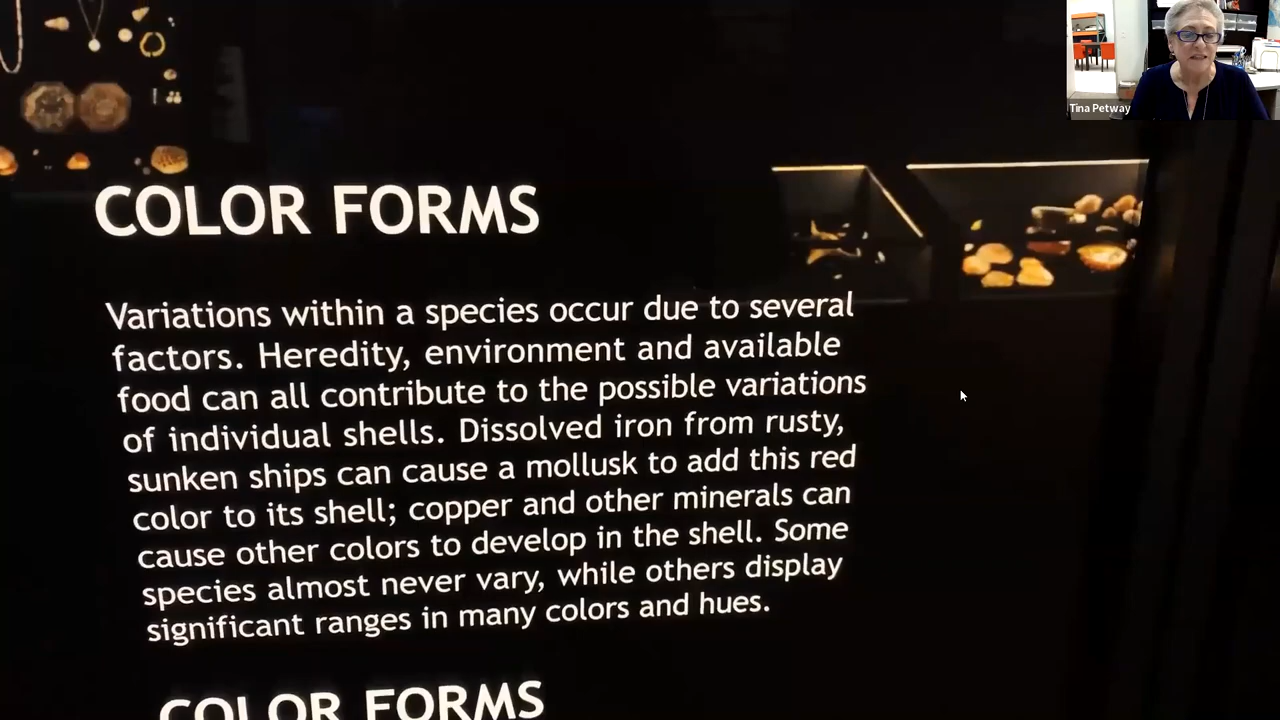 Tina Petway
COLOR FORMS
Variations within a species occur due to several
factors. Heredity, environment and available
food can all contribute to the possible variations
of individual shells. Dissolved iron from rusty,
sunken ships can cause a mollusk to add this red
color to its shell; copper and other minerals can
cause other colors to develop in the shell. Some
species almost never vary, while others display
significant ranges in many colors and hues.
COLOR FORMS